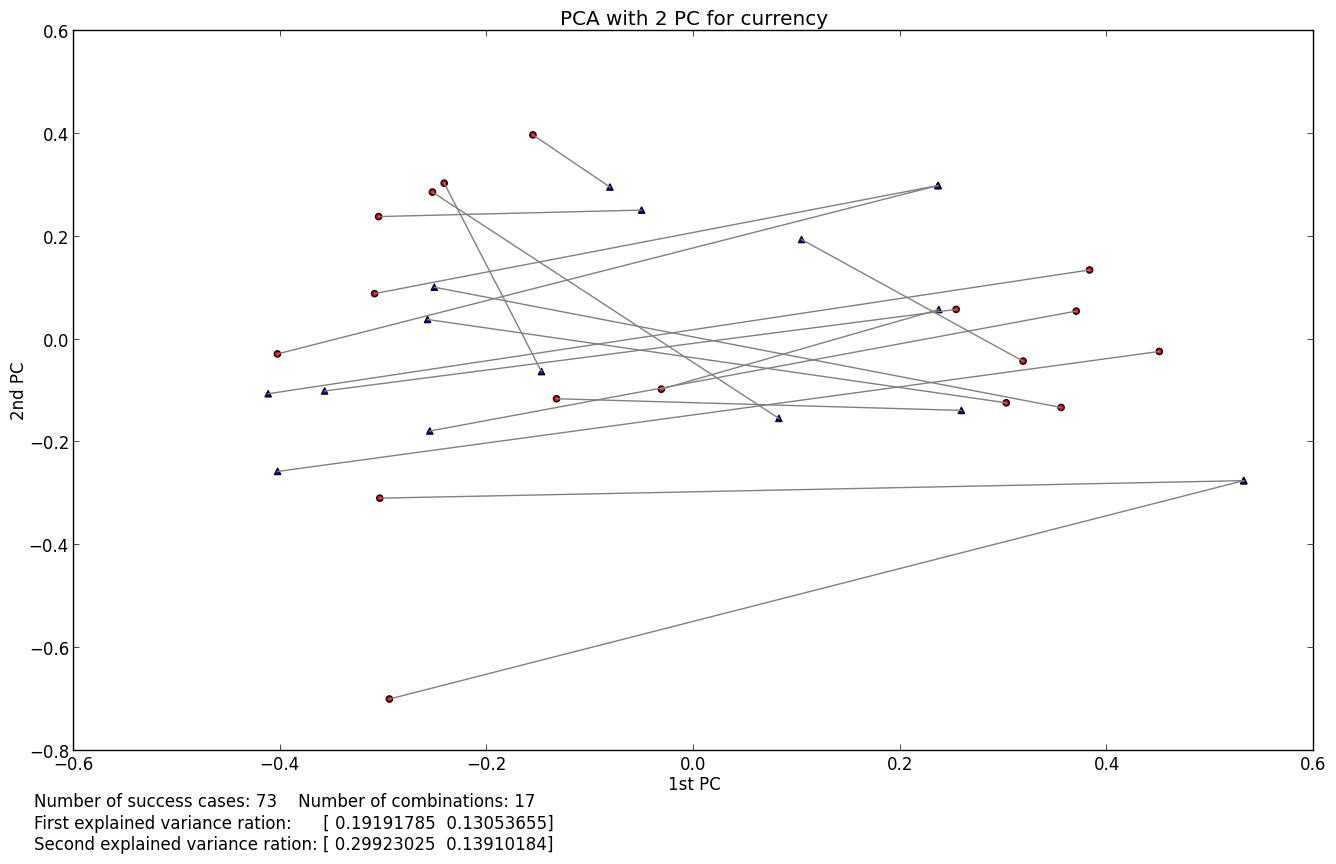 PCA with 2 PC for currency
0.6
0.4
0.2
0.0
−0.2
−0.4
−0.6
−0.8
2nd PC
−0.6 −0.4 −0.2 0.0 0.2 0.4 0.6
1st PC
Number of success cases: 73 Number of combinations: 17
First explained variance ration: [ 0.19191785 0.13053655]
Second explained variance ration: [ 0.29923025 0.13910184]